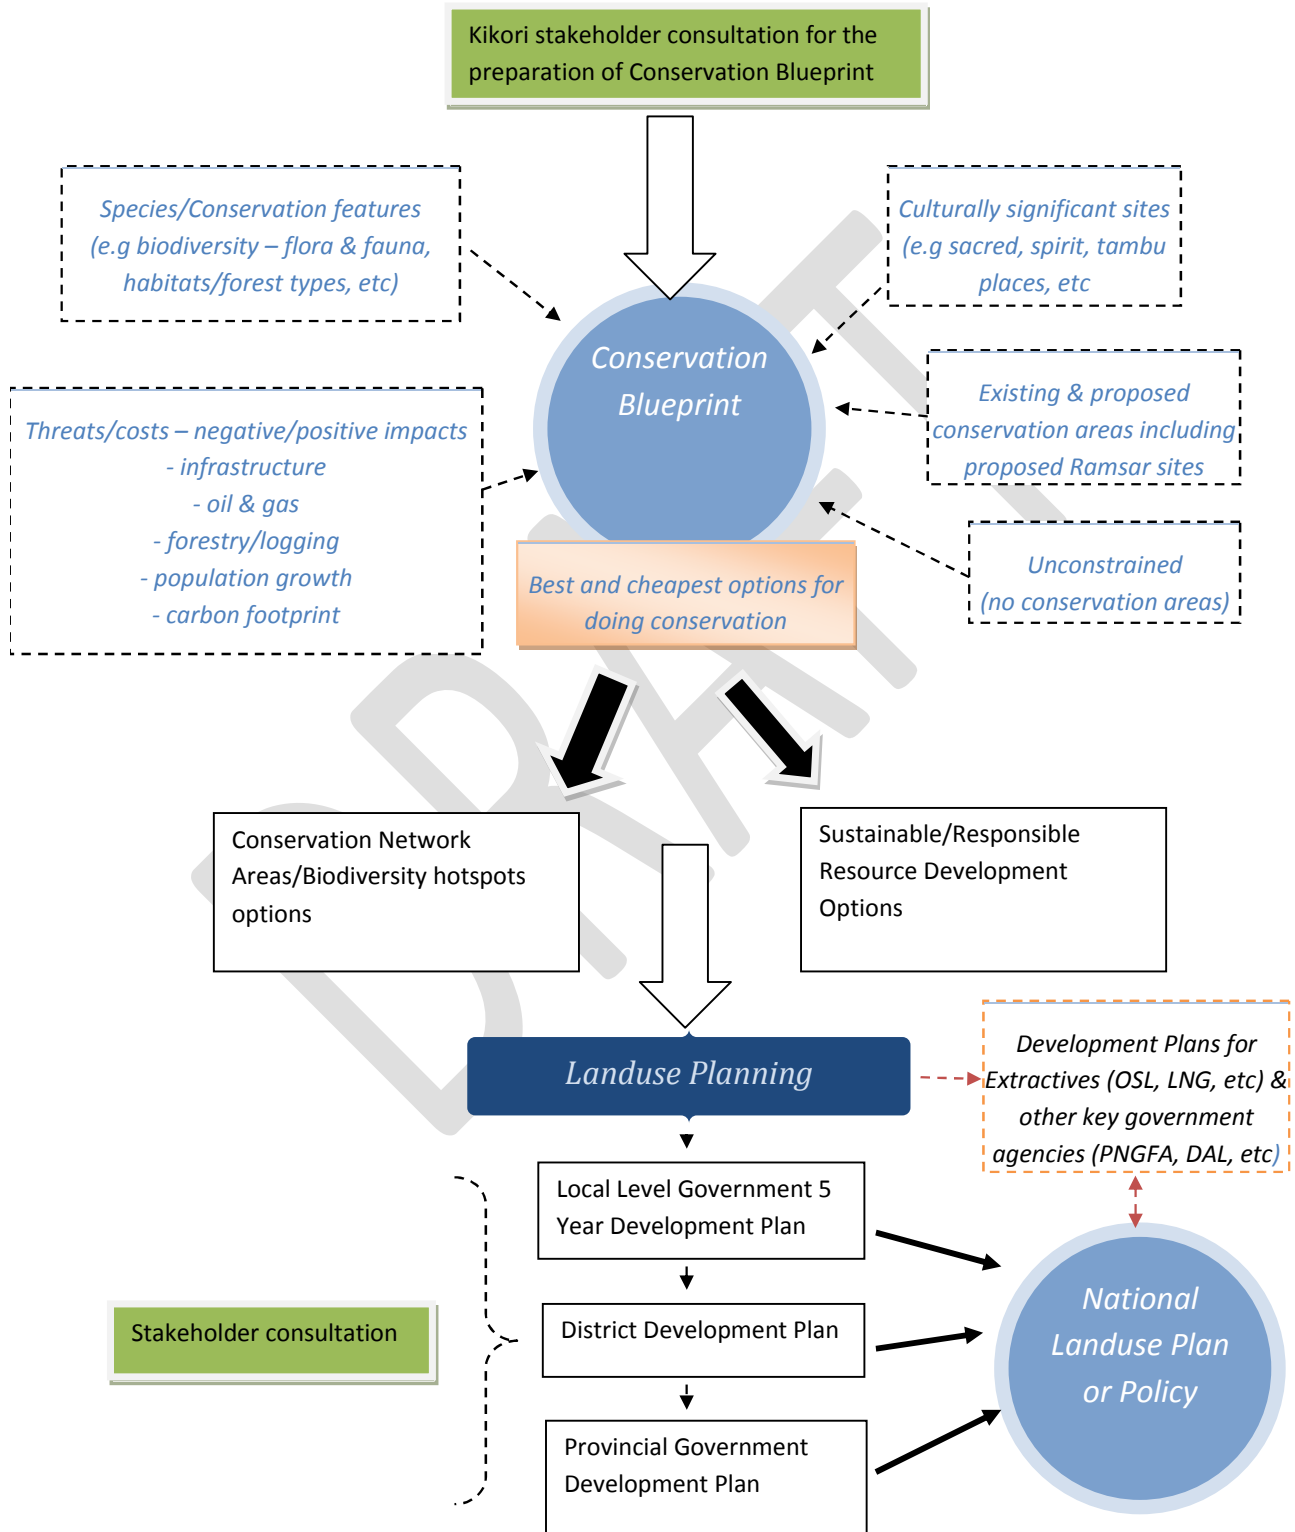 Kikori stakeholder consultation for the
preparation of Conservation Blueprint
Species/Conservation features
(e.g biodiversity – flora & fauna,
habitats/forest types, etc)
Culturally significant sites
(e.g sacred, spirit, tambu
places, etc
Conservation
Blueprint
Threats/costs – negative/positive impacts
- infrastructure
- oil & gas
- forestry/logging
- population growth
- carbon footprint
Existing & proposed
conservation areas including
proposed Ramsar sites
Unconstrained
(no conservation areas)
Best and cheapest options for
doing conservation
Conservation Network
Areas/Biodiversity hotspots
options
Sustainable/Responsible
Resource Development
Options
Landuse Planning
Development Plans for
Extractives (OSL, LNG, etc) &
other key government
agencies (PNGFA, DAL, etc)
Local Level Government 5
Year Development Plan
Stakeholder consultation
District Development Plan
Provincial Government
Development Plan
National
Landuse Plan
or Policy
DRAFT